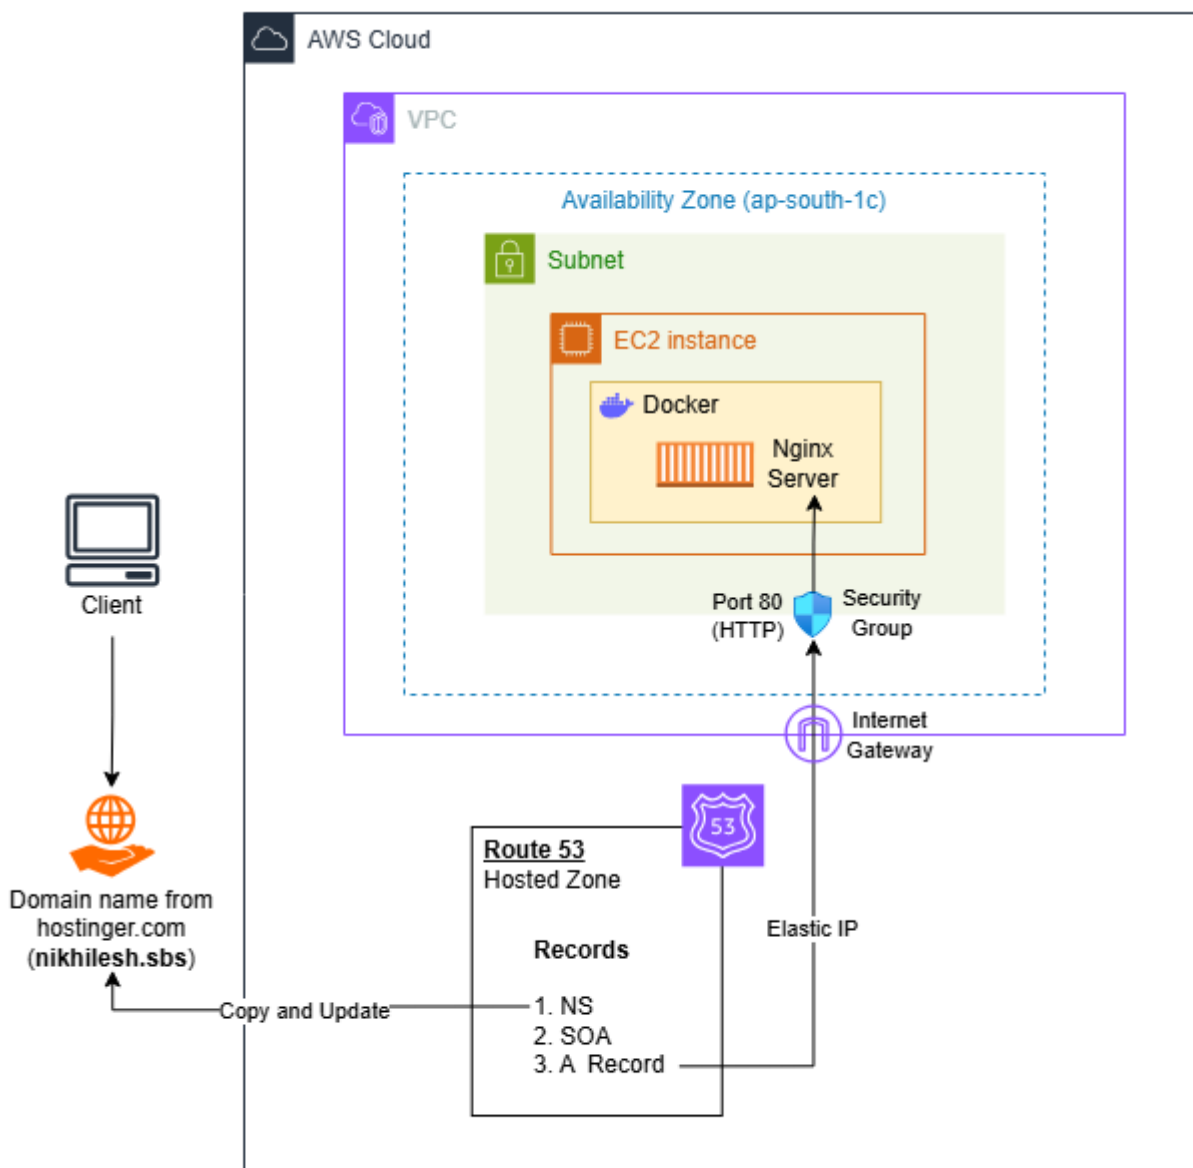 AWS Cloud
VPC
Availability Zone (ap-south-1c)
Subnet
EC2 instance
Docker
Nginx
Server
Client
Port 80
(HTTP)
Security
Group
Internet
Gateway
53
Route 53
Hosted Zone
Domain name from
hostinger.com
(nikhilesh.sbs)
Elastic IP
Records
Copy and Update
1. NS
2. SOA
3. A Record